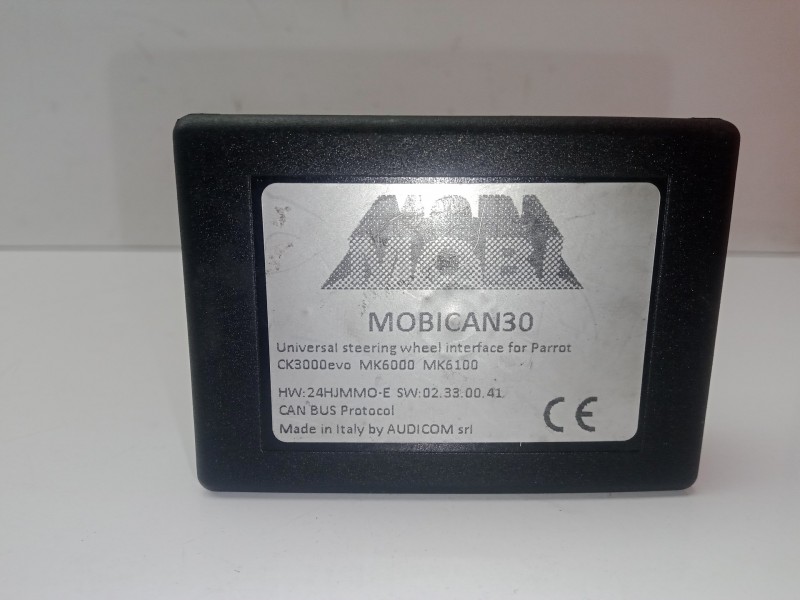 MOBI
MOBICAN30
Universal steering wheel interface for Parrot
CK3000evo MK6000 MK6100
HW:24HJMMO-E SW:02.33.00.41
CAN BUS Protocol
Made in Italy by AUDICOM srl
CE